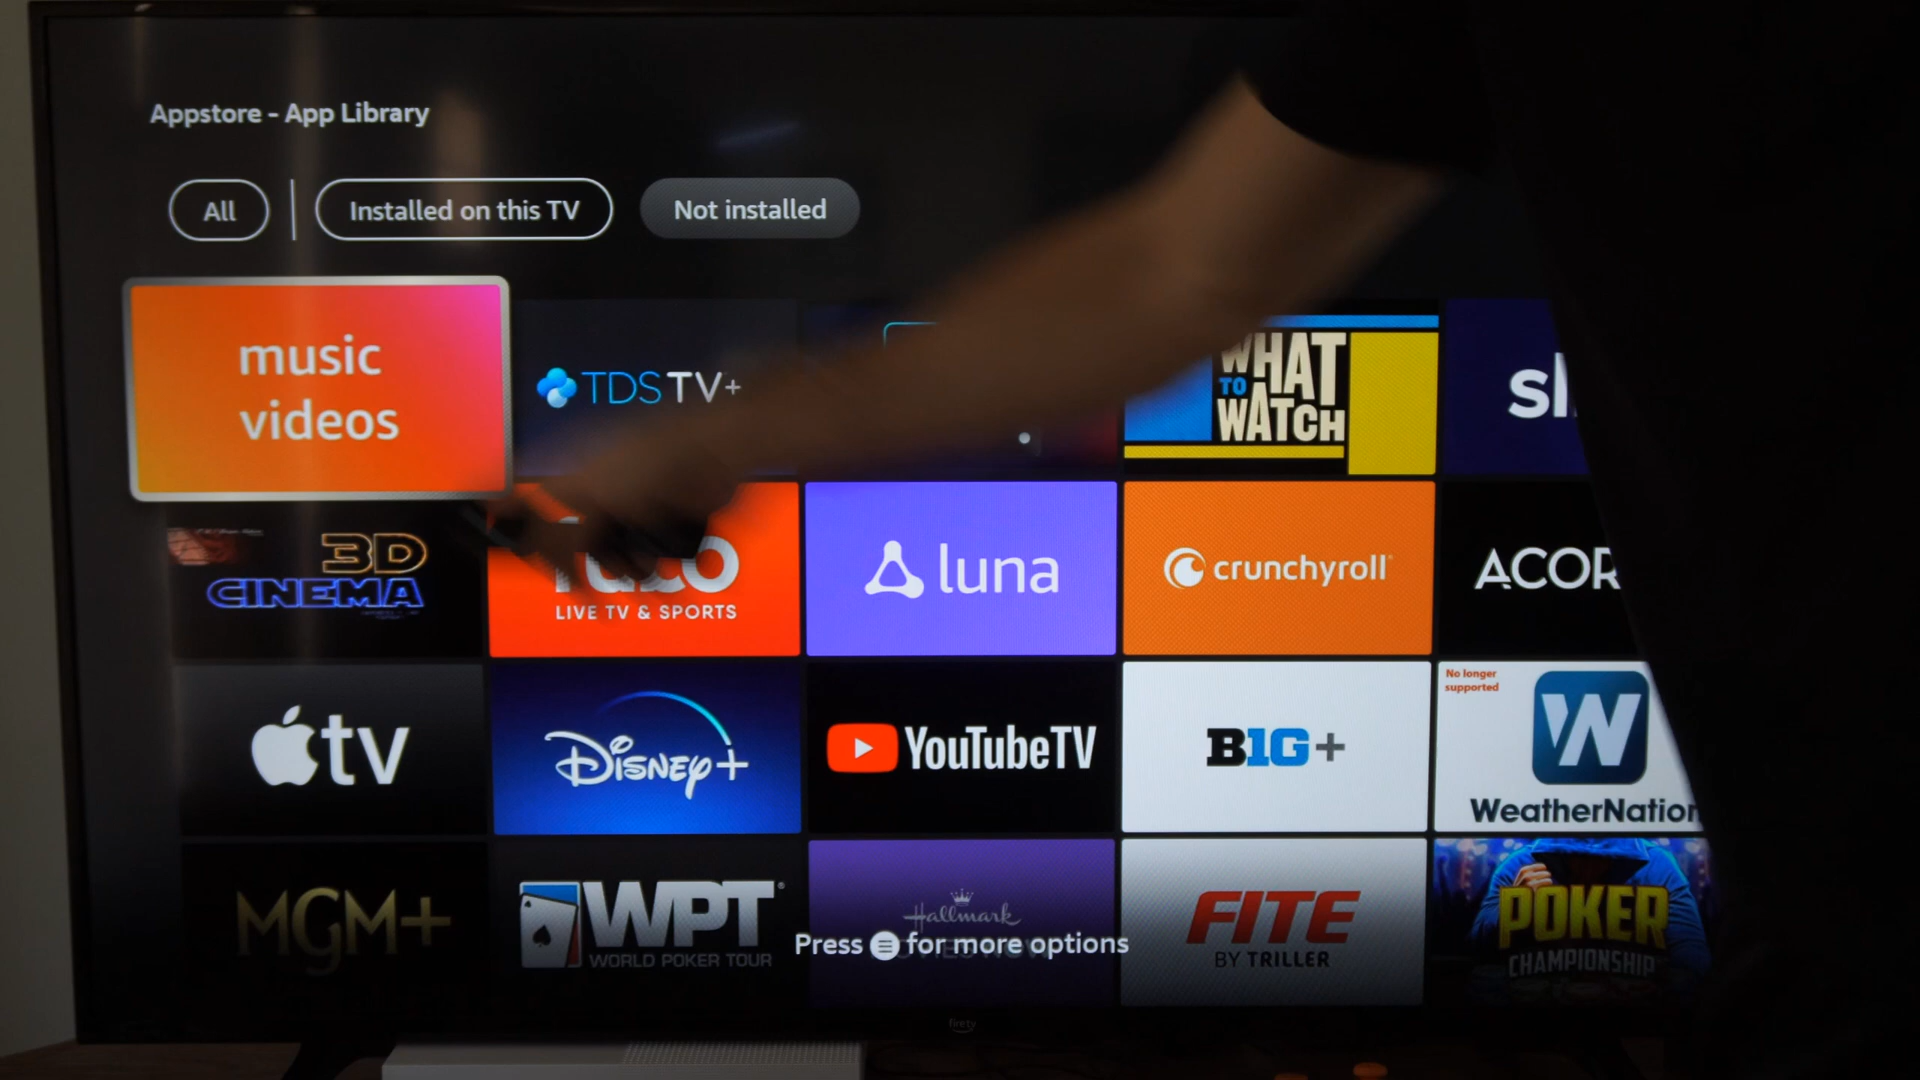 Appstore - App Library
All
Installed on this TV
Not installed
music
videos
TDS TV+
WHAT
TO
WATCH
3D
CINEMA
LIVE TV & SPORTS
luna
crunchyroll
ACOR
tv
Disney+
YouTubeTV
B1G+
No longer
supported
W
WeatherNation
MGM+
WPT
WORLD POKER TOUR
Hallmark
Press for more options
FITE
BY TRILLER
POKER
CHAMPIONSHIP
firetv